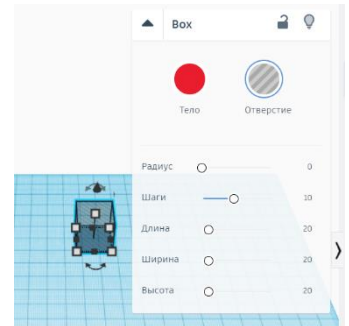 Box
Тело Отверстие
Радиус 0
Шаги 10
Длина 20
Ширина 20
Высота 20